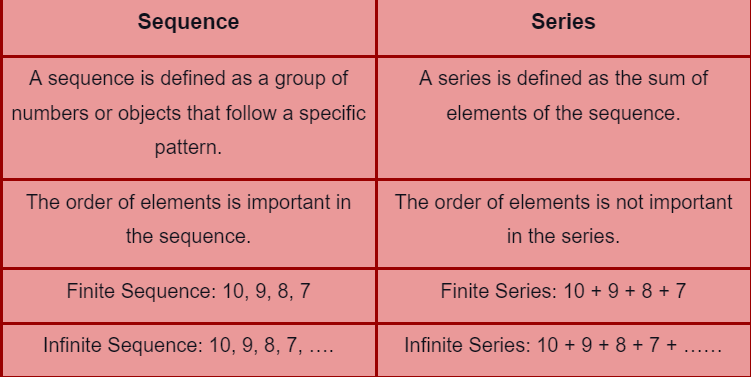 Sequence
Series
A sequence is defined as a group of
numbers or objects that follow a specific
pattern.
A series is defined as the sum of
elements of the sequence.
The order of elements is important in
the sequence.
The order of elements is not important
in the series.
Finite Sequence: 10, 9, 8, 7
Finite Series: 10 + 9 + 8 + 7
Infinite Sequence: 10, 9, 8, 7, ....
Infinite Series: 10 + 9 + 8 + 7 + ......